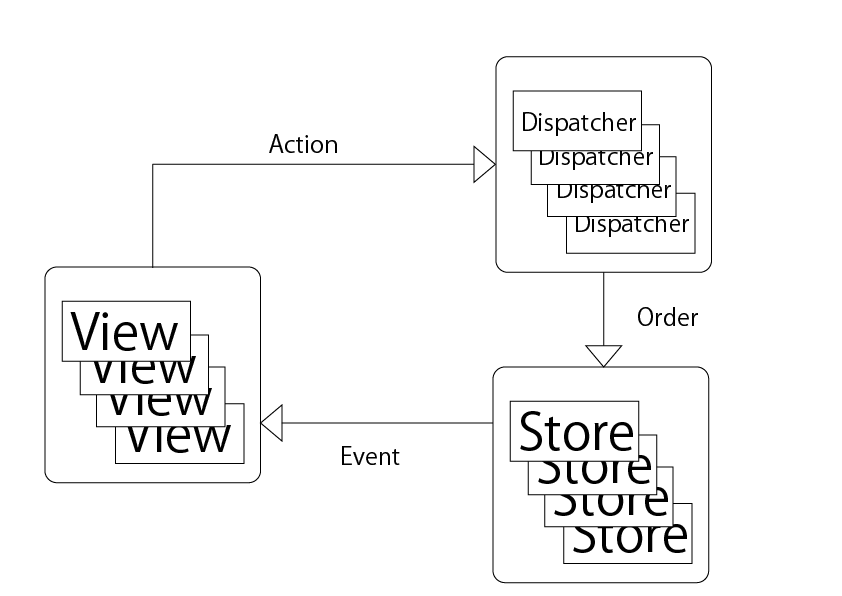 Action
Dispatcher
Dispatcher
Dispatcher
Dispatcher
Order
View
View
View
View
Event
Store
Store
Store
Store